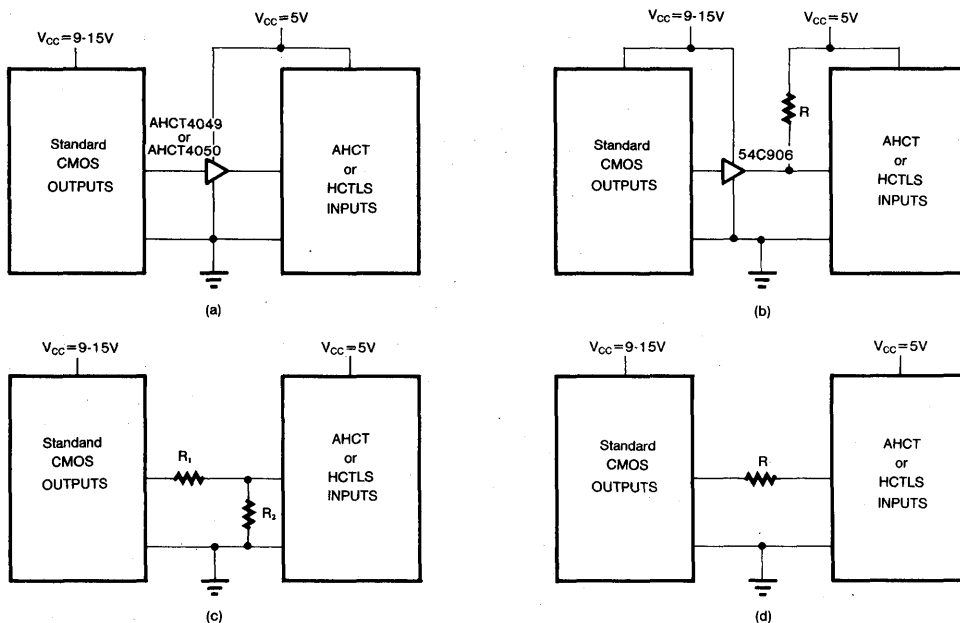 V_CC=5V
V_CC=9-15V
Standard
CMOS
OUTPUTS
AHCT4049
or
AHCT4050
AHCT
or
HCTLS
INPUTS
(a)
V_CC=9-15V
V_CC=5V
R
Standard
CMOS
OUTPUTS
54C906
AHCT
or
HCTLS
INPUTS
(b)
V_CC=9-15V
V_CC=5V
Standand
CMOS
OUTPUTS
R₁
R₂
AHCT
or
HCTLS
INPUTS
(c)
V_CC=9-15V
V_CC=5V
Standard
CMOS
OUTPUTS
R
AHCT
or
HCTLS
INPUTS
(d)